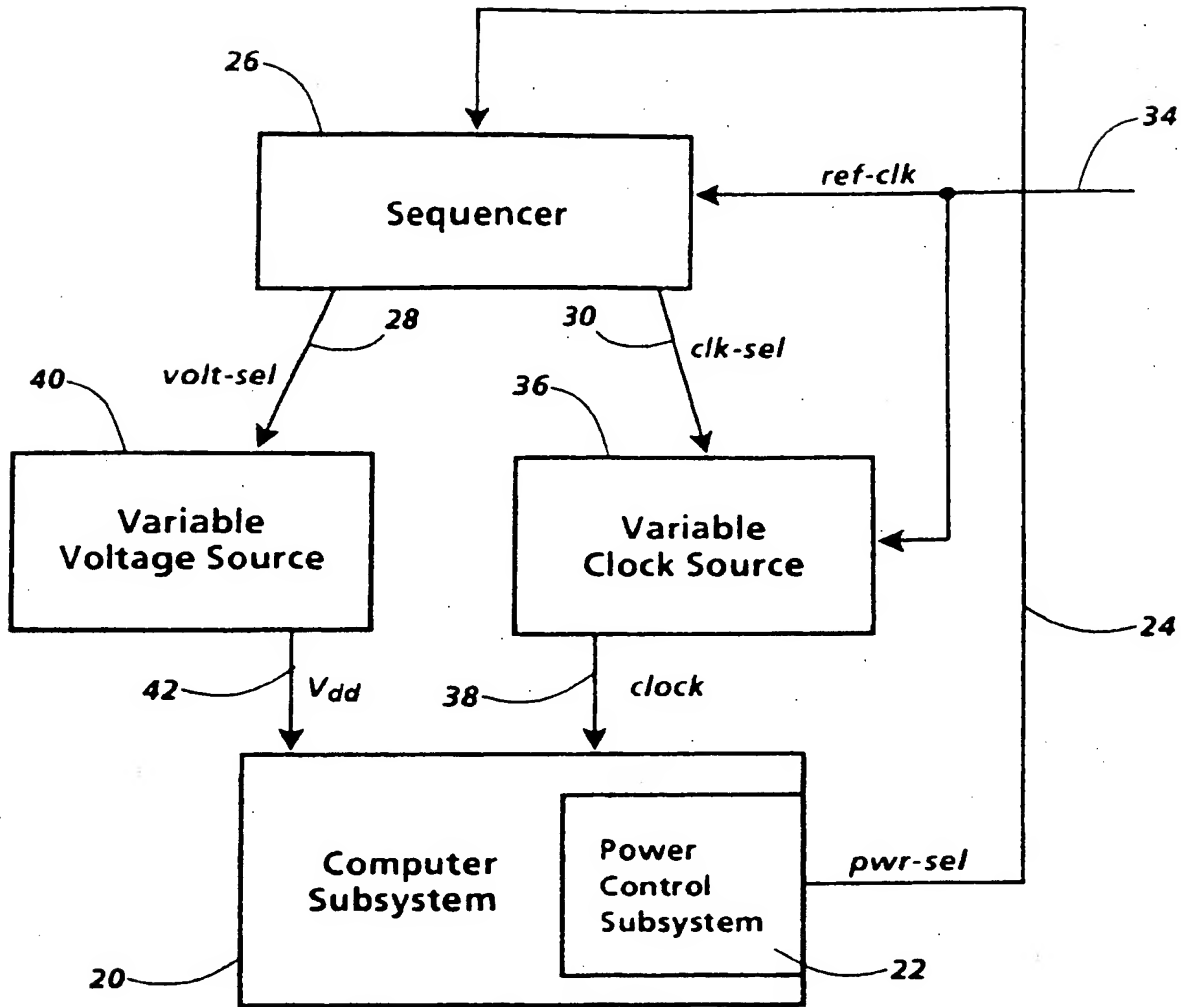 26
34
ref-clk
Sequencer
28
30
clk-sel
volt-sel
40
36
Variable
Voltage Source
Variable
Clock Source
24
42
Vdd
38
clock
Computer
Subsystem
Power
Control
Subsystem
pwr-sel
20
22